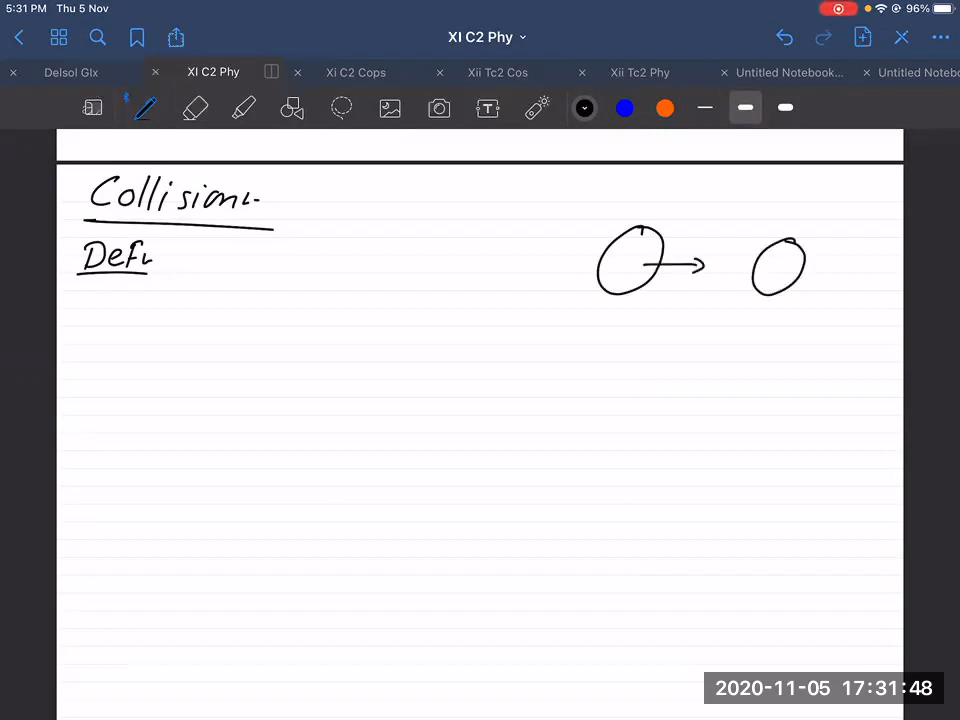 5:31 PM Thu 5 Nov 96%
XI C2 Phy
Delsol Glx XI C2 Phy Xi C2 Cops Xii Tc2 Cos Xii Tc2 Phy Untitled Notebook... Untitled Notebo
Collision:-
Def:
2020-11-05 17:31:48